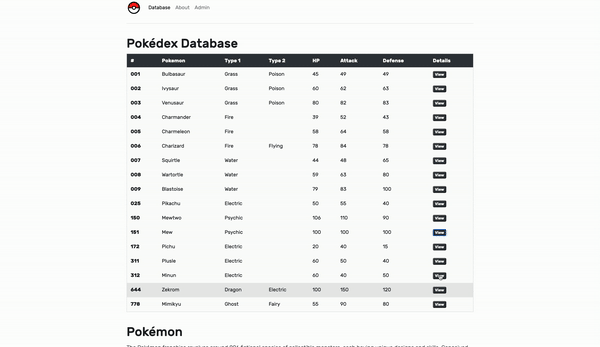 Database About Admin
Pokédex Database
# Pokemon Type 1 Type 2 HP Attack Defense Details
001 Bulbasaur Grass Poison 45 49 49 View
002 Ivysaur Grass Poison 60 62 63 View
003 Venusaur Grass Poison 80 82 83 View
004 Charmander Fire 39 52 43 View
005 Charmeleon Fire 58 64 58 View
006 Charizard Fire Flying 78 84 78 View
007 Squirtle Water 44 48 65 View
008 Wartortle Water 59 63 80 View
009 Blastoise Water 79 83 100 View
025 Pikachu Electric 50 55 40 View
150 Mewtwo Psychic 106 110 90 View
151 Mew Psychic 100 100 100 View
172 Pichu Electric 20 40 15 View
311 Plusle Electric 60 50 40 View
312 Minun Electric 60 40 50 View
644 Zekrom Dragon Electric 100 150 120 View
778 Mimikyu Ghost Fairy 55 90 80 View
Pokémon